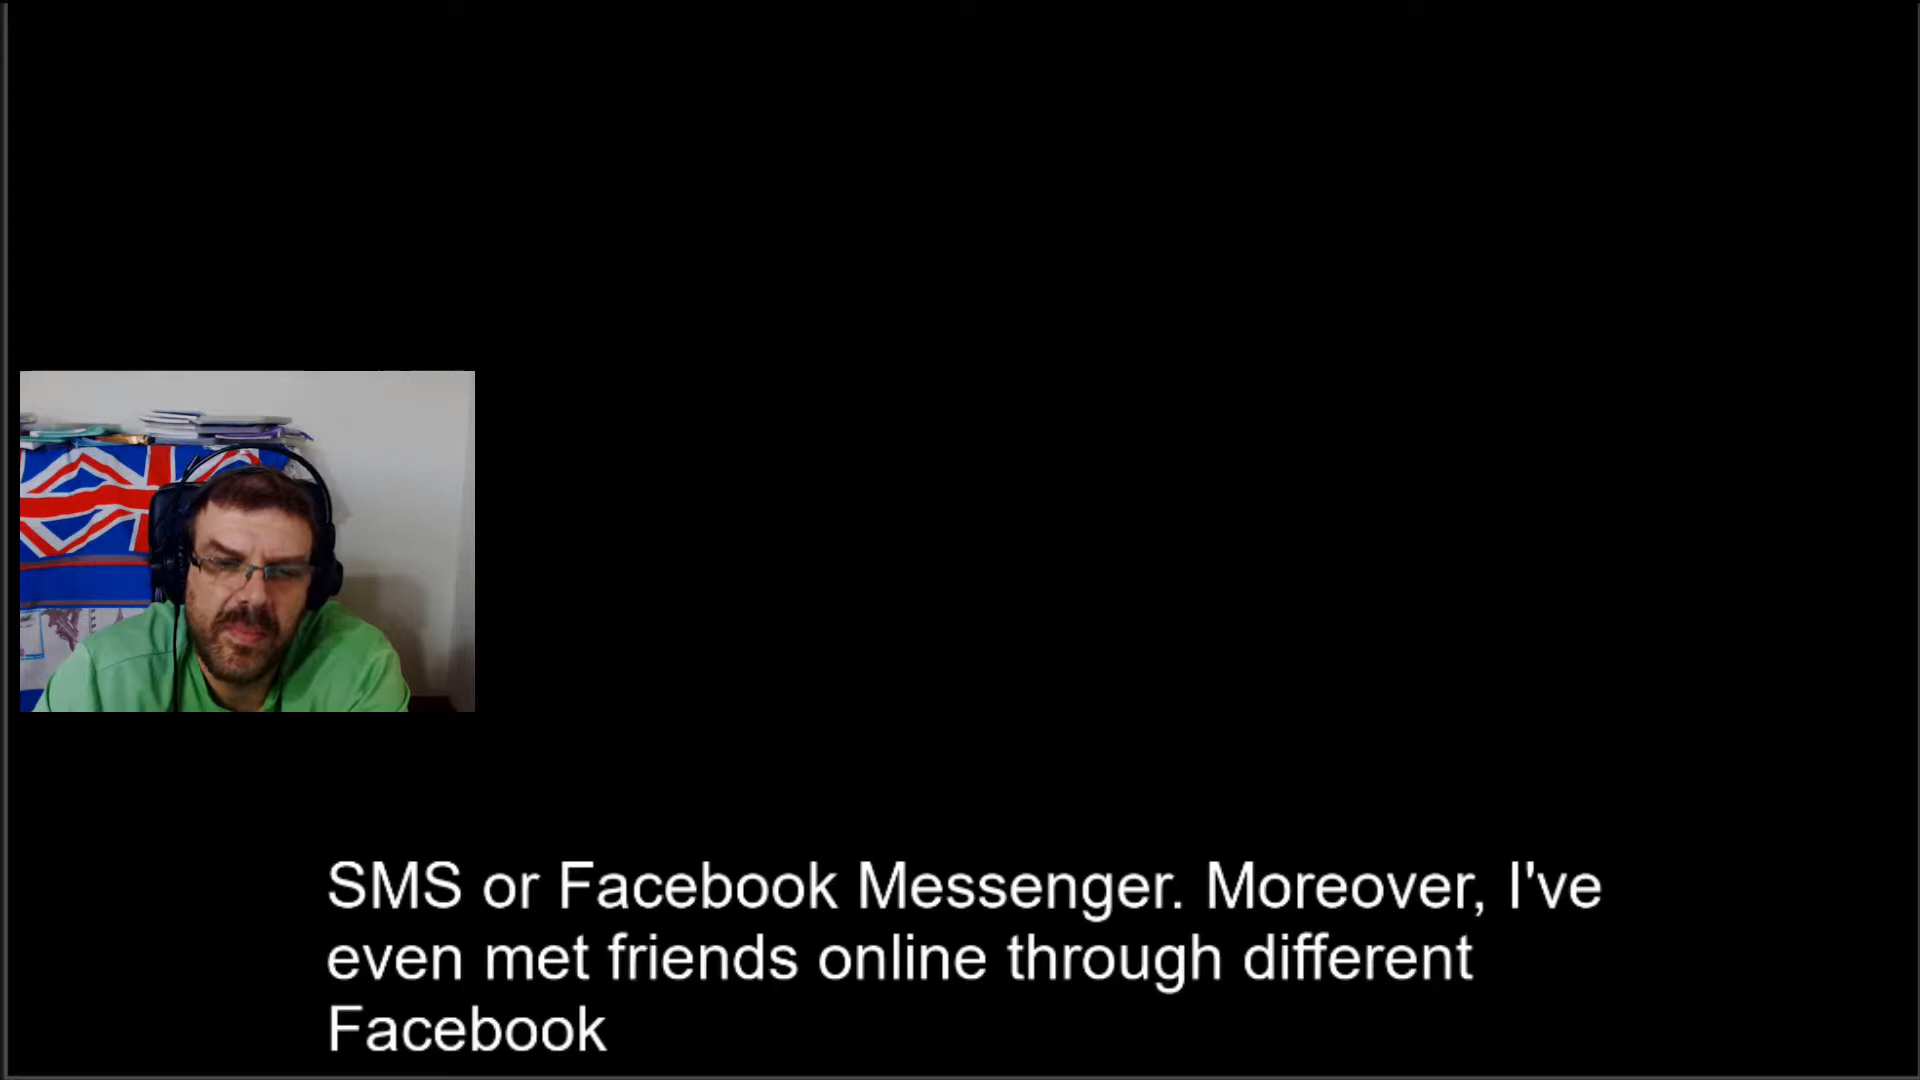 SMS or Facebook Messenger. Moreover, I've
even met friends online through different
Facebook